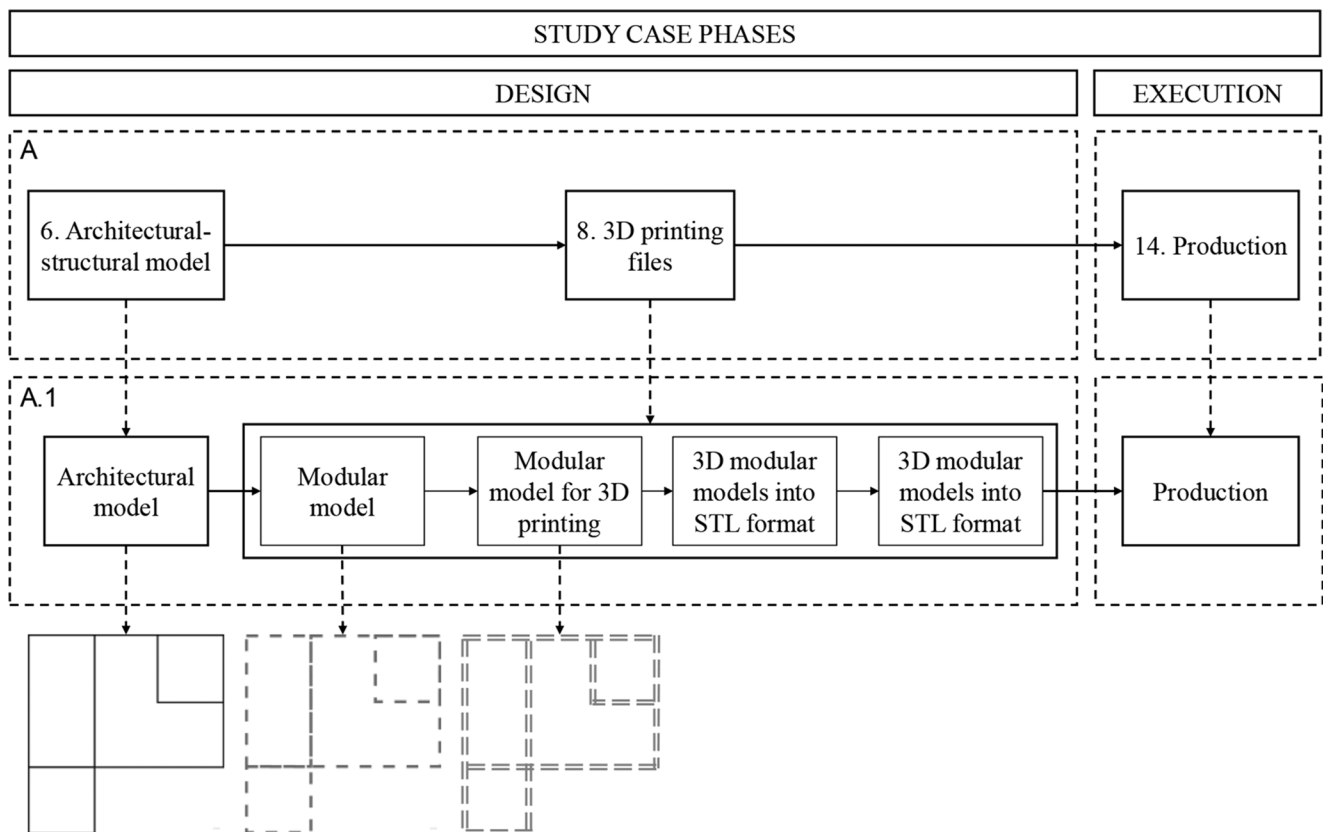 STUDY CASE PHASES
DESIGN
EXECUTION
A
6. Architectural-
structural model
8. 3D printing
files
14. Production
A.1
Architectural
model
Modular
model
Modular
model for 3D
printing
3D modular
models into
STL format
3D modular
models into
STL format
Production